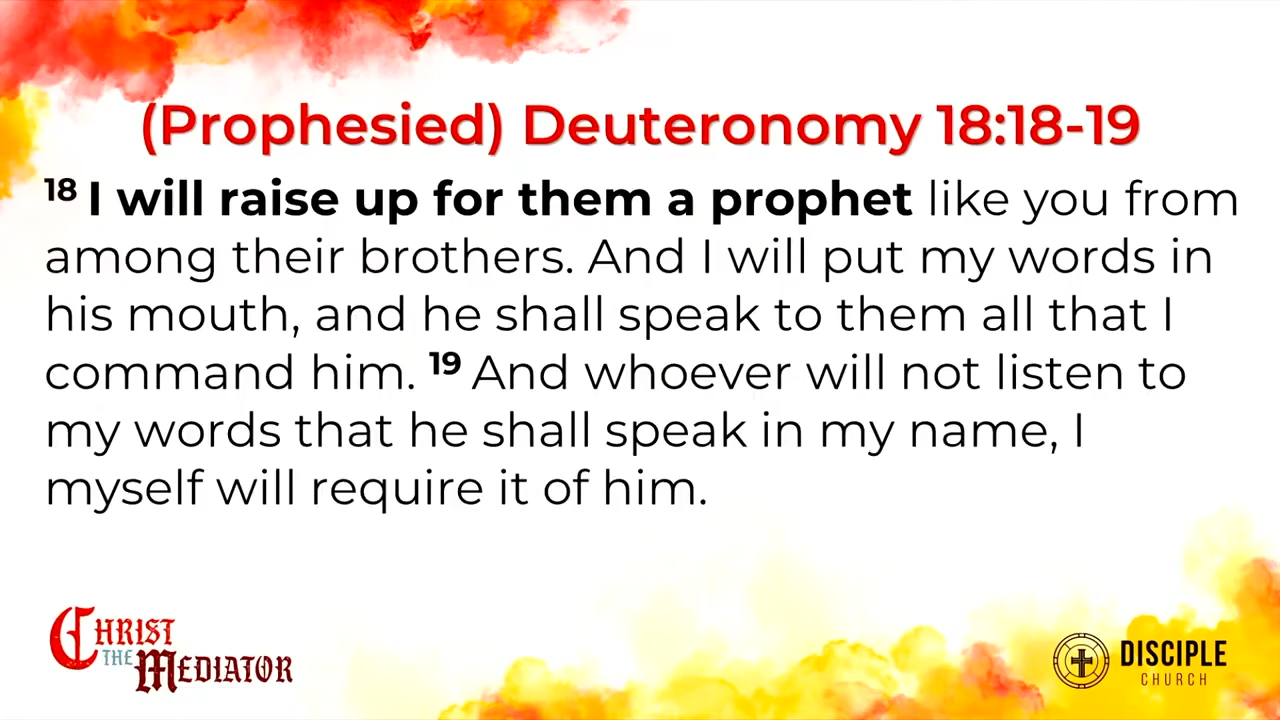 (Prophesied) Deuteronomy 18:18-19
18 I will raise up for them a prophet like you from
among their brothers. And I will put my words in
his mouth, and he shall speak to them all that I
command him. 19 And whoever will not listen to
my words that he shall speak in my name, I
myself will require it of him.
CHRIST
THE MEDIATOR
DISCIPLE
CHURCH